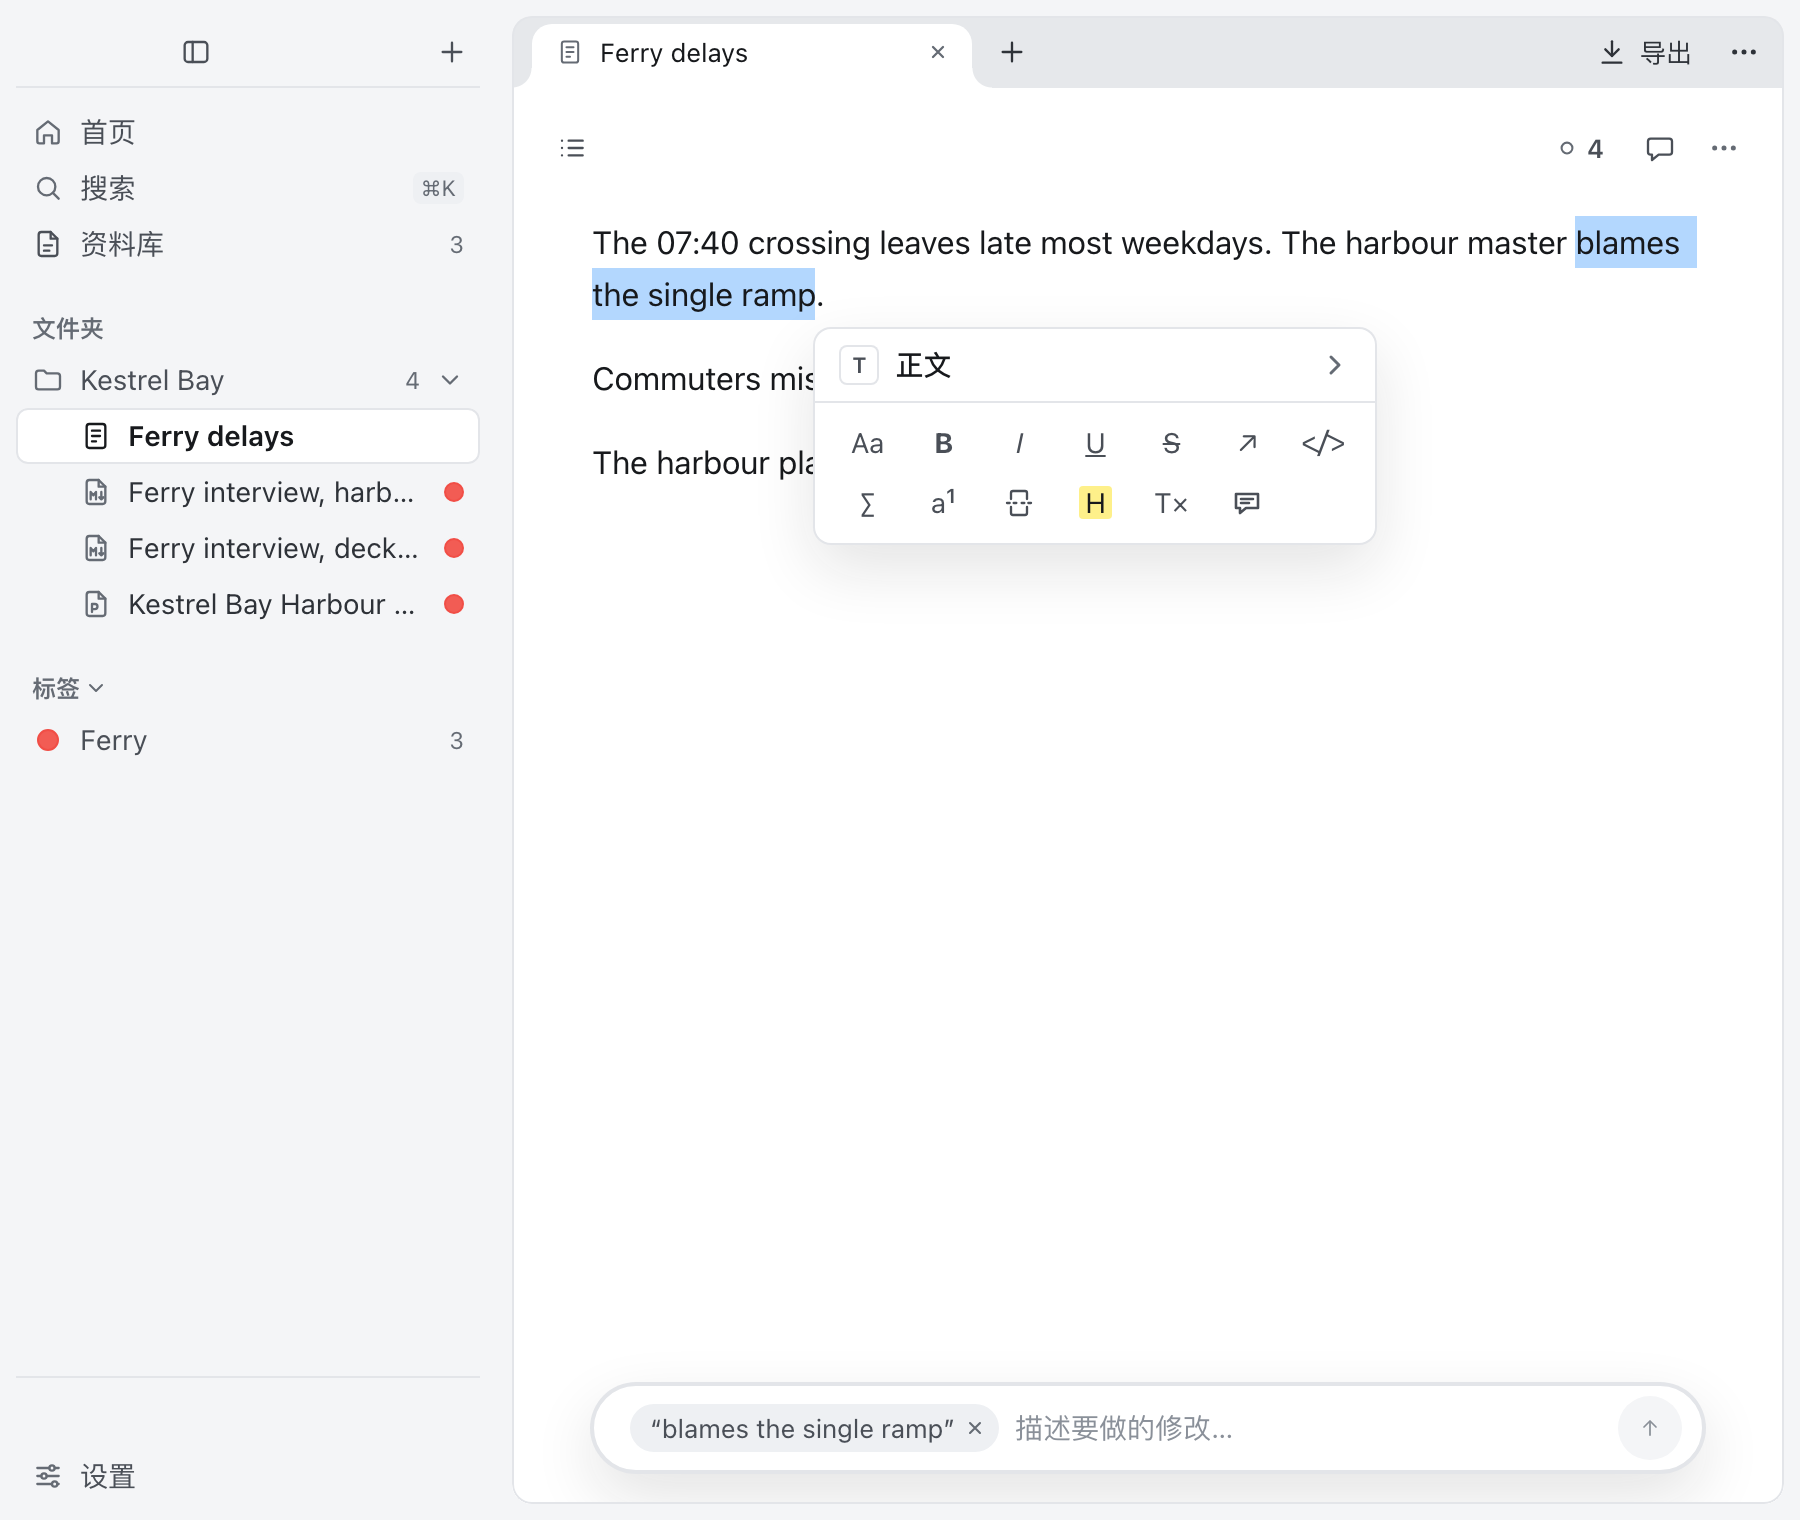 首页
搜索 ⌘K
资料库 3
文件夹
Kestrel Bay 4
Ferry delays
Ferry interview, harb...
Ferry interview, deck...
Kestrel Bay Harbour ...
标签
Ferry 3
设置
Ferry delays
导出
4
The 07:40 crossing leaves late most weekdays. The harbour master blames
the single ramp.
Commuters mis
The harbour pla
T 正文
Aa B I U S </>
∑ a¹ H T×
“blames the single ramp” × 描述要做的修改...